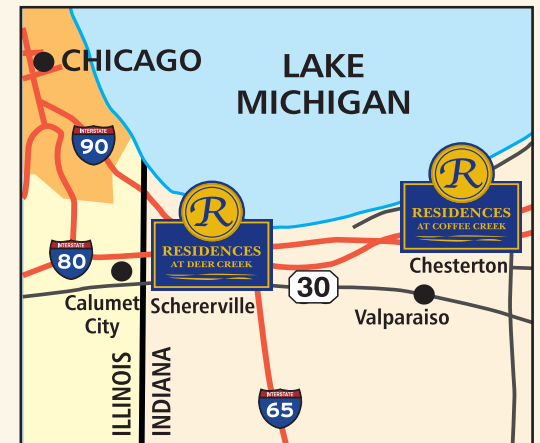 CHICAGO
LAKE
MICHIGAN
INTERSTATE
90
R
RESIDENCES
AT COFFEE CREEK
R
RESIDENCES
AT DEER CREEK
INTERSTATE
80
Chesterton
Calumet
City
Schererville
30
Valparaiso
ILLINOIS
INDIANA
INTERSTATE
65